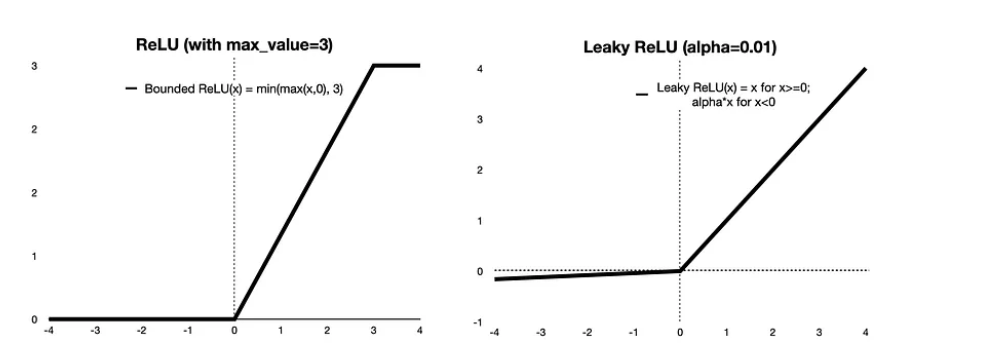 ReLU (with max_value=3)
Bounded ReLU(x) = min(max(x,0), 3)
3
2
2
1
0
-4 -3 -2 -1 0 1 2 3 4
Leaky ReLU (alpha=0.01)
Leaky ReLU(x) = x for x>=0;
alpha*x for x<0
4
3
2
1
0
-1
-4 -3 -2 -1 0 1 2 3 4